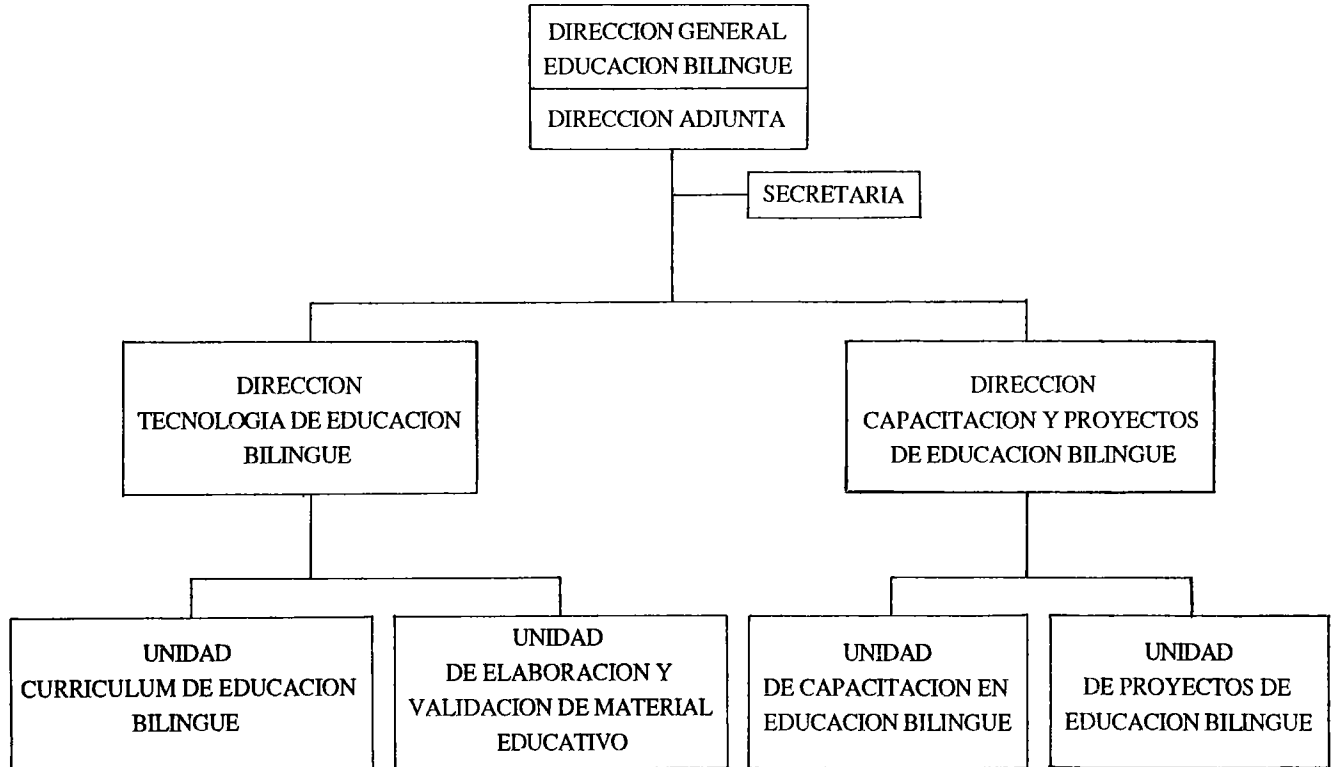 DIRECCION GENERAL
EDUCACION BILINGUE
DIRECCION ADJUNTA
SECRETARIA
DIRECCION
TECNOLOGIA DE EDUCACION
BILINGUE
DIRECCION
CAPACITACION Y PROYECTOS
DE EDUCACION BILINGUE
UNIDAD
CURRICULUM DE EDUCACION
BILINGUE
UNIDAD
DE ELABORACION Y
VALIDACION DE MATERIAL
EDUCATIVO
UNIDAD
DE CAPACITACION EN
EDUCACION BILINGUE
UNIDAD
DE PROYECTOS DE
EDUCACION BILINGUE